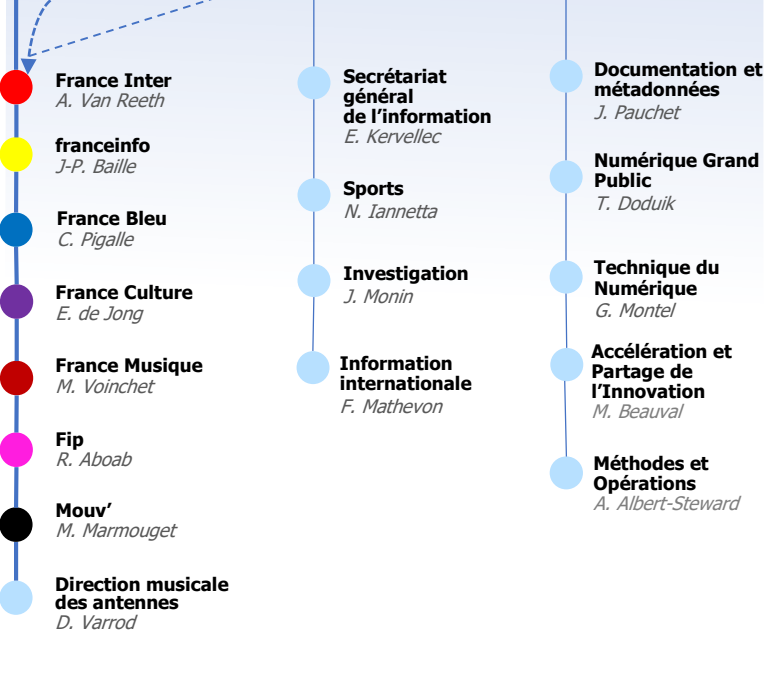 France Inter
A. Van Reeth
franceinfo
J-P. Baille
France Bleu
C. Pigalle
France Culture
E. de Jong
France Musique
M. Voinchet
Fip
R. Aboab
Mouv’
M. Marmouget
Direction musicale
des antennes
D. Varrod
Secrétariat
général
de l’information
E. Kervellec
Sports
N. Iannetta
Investigation
J. Monin
Information
internationale
F. Mathevon
Documentation et
métadonnées
J. Pauchet
Numérique Grand
Public
T. Doduik
Technique du
Numérique
G. Montel
Accélération et
Partage de
l’Innovation
M. Beauval
Méthodes et
Opérations
A. Albert-Steward